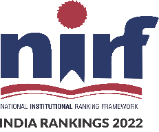 nirf
NATIONAL INSTITUTIONAL RANKING FRAMEWORK
INDIA RANKINGS 2022